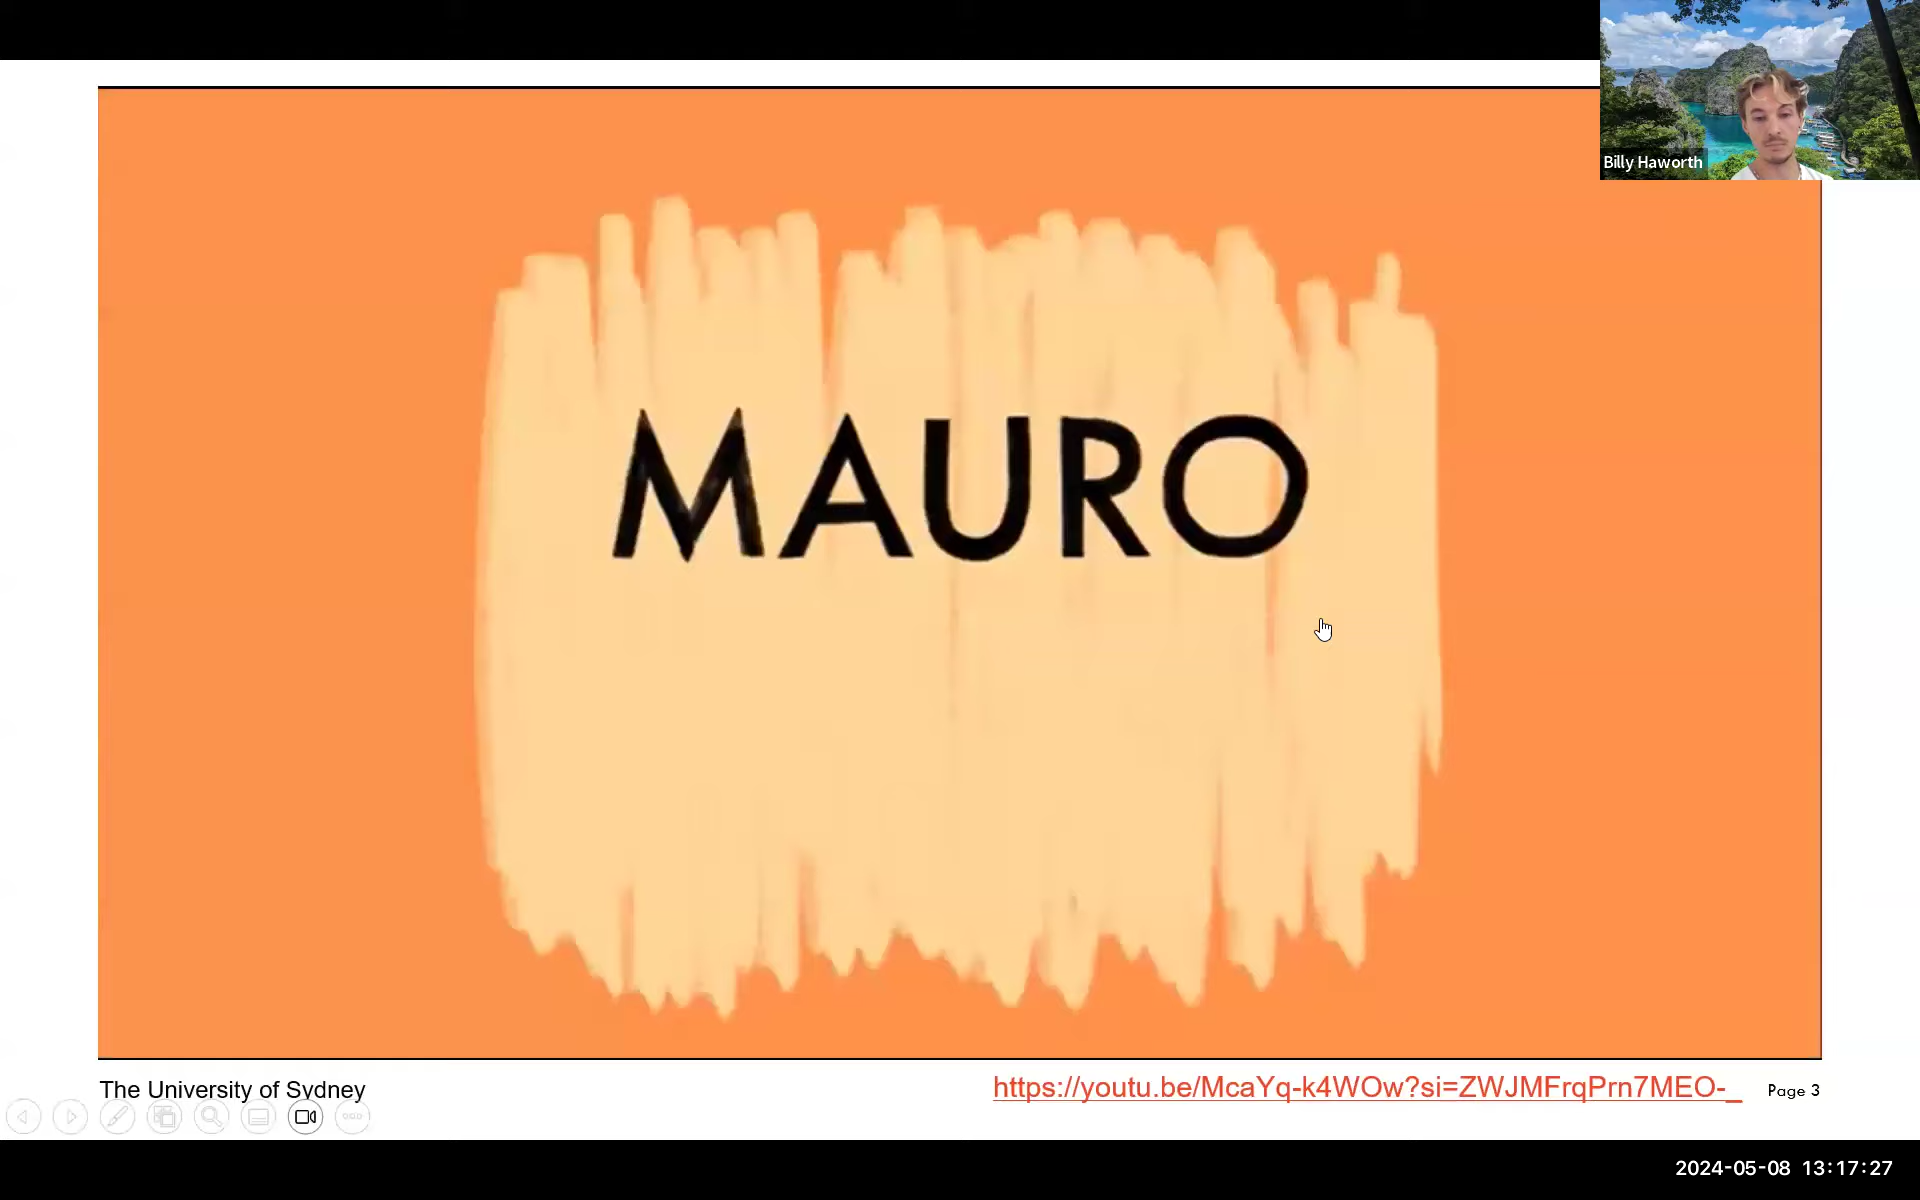 Billy Haworth
MAURO
The University of Sydney
https://youtu.be/McaYq-k4WOw?si=ZWJMFrqPrn7MEO-_
Page 3
2024-05-08 13:17:27